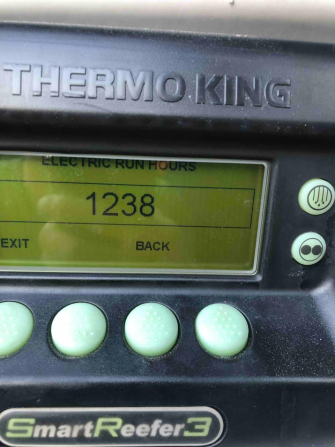 THERMO KING
ELECTRIC RUN HOURS
1238
EXIT BACK
SmartReefer3